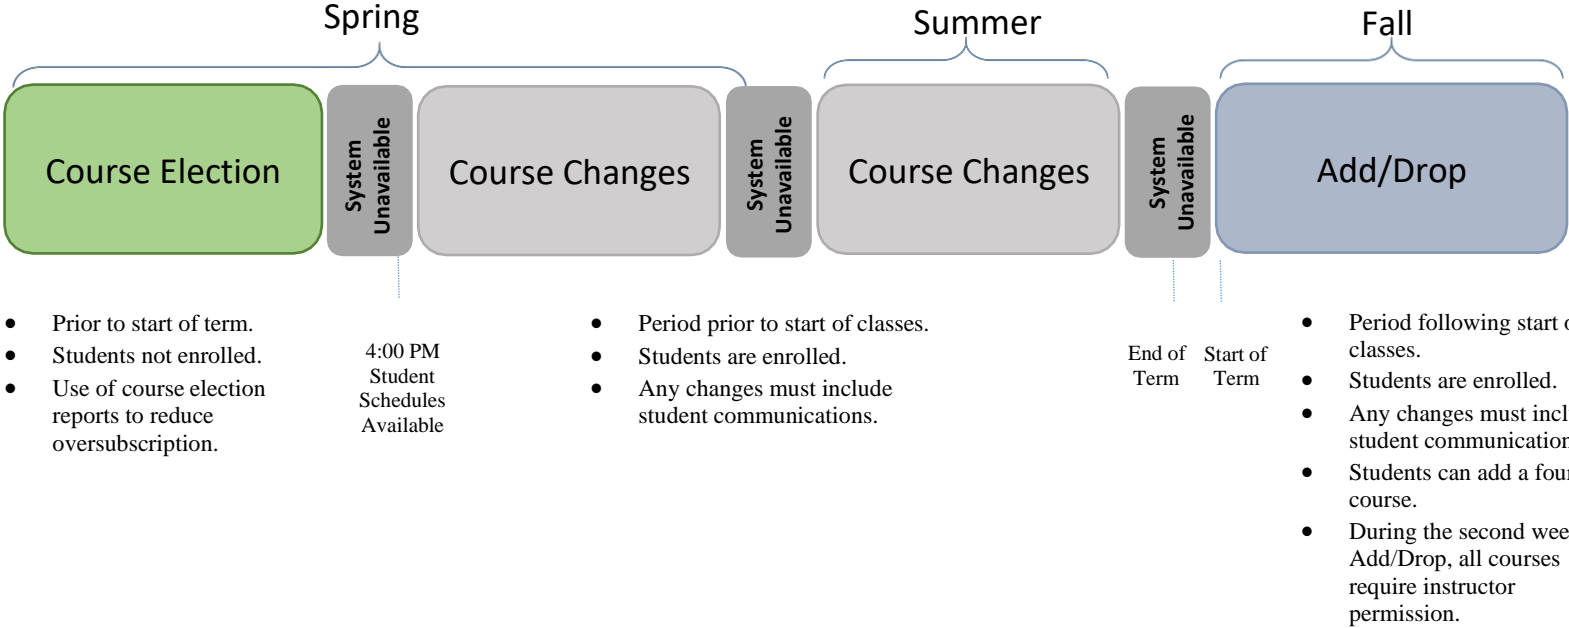 Spring
Summer
Fall
Course Election
System
Unavailable
Course Changes
System
Unavailable
Course Changes
System
Unavailable
Add/Drop
• Prior to start of term.
• Students not enrolled.
• Use of course election
reports to reduce
oversubscription.
4:00 PM
Student
Schedules
Available
• Period prior to start of classes.
• Students are enrolled.
• Any changes must include
student communications.
End of
Term
Start of
Term
• Period following start
classes.
• Students are enrolled.
• Any changes must
student
• Students can add a
course.
• During the second
Add/Drop, all courses
require instructor
permission.